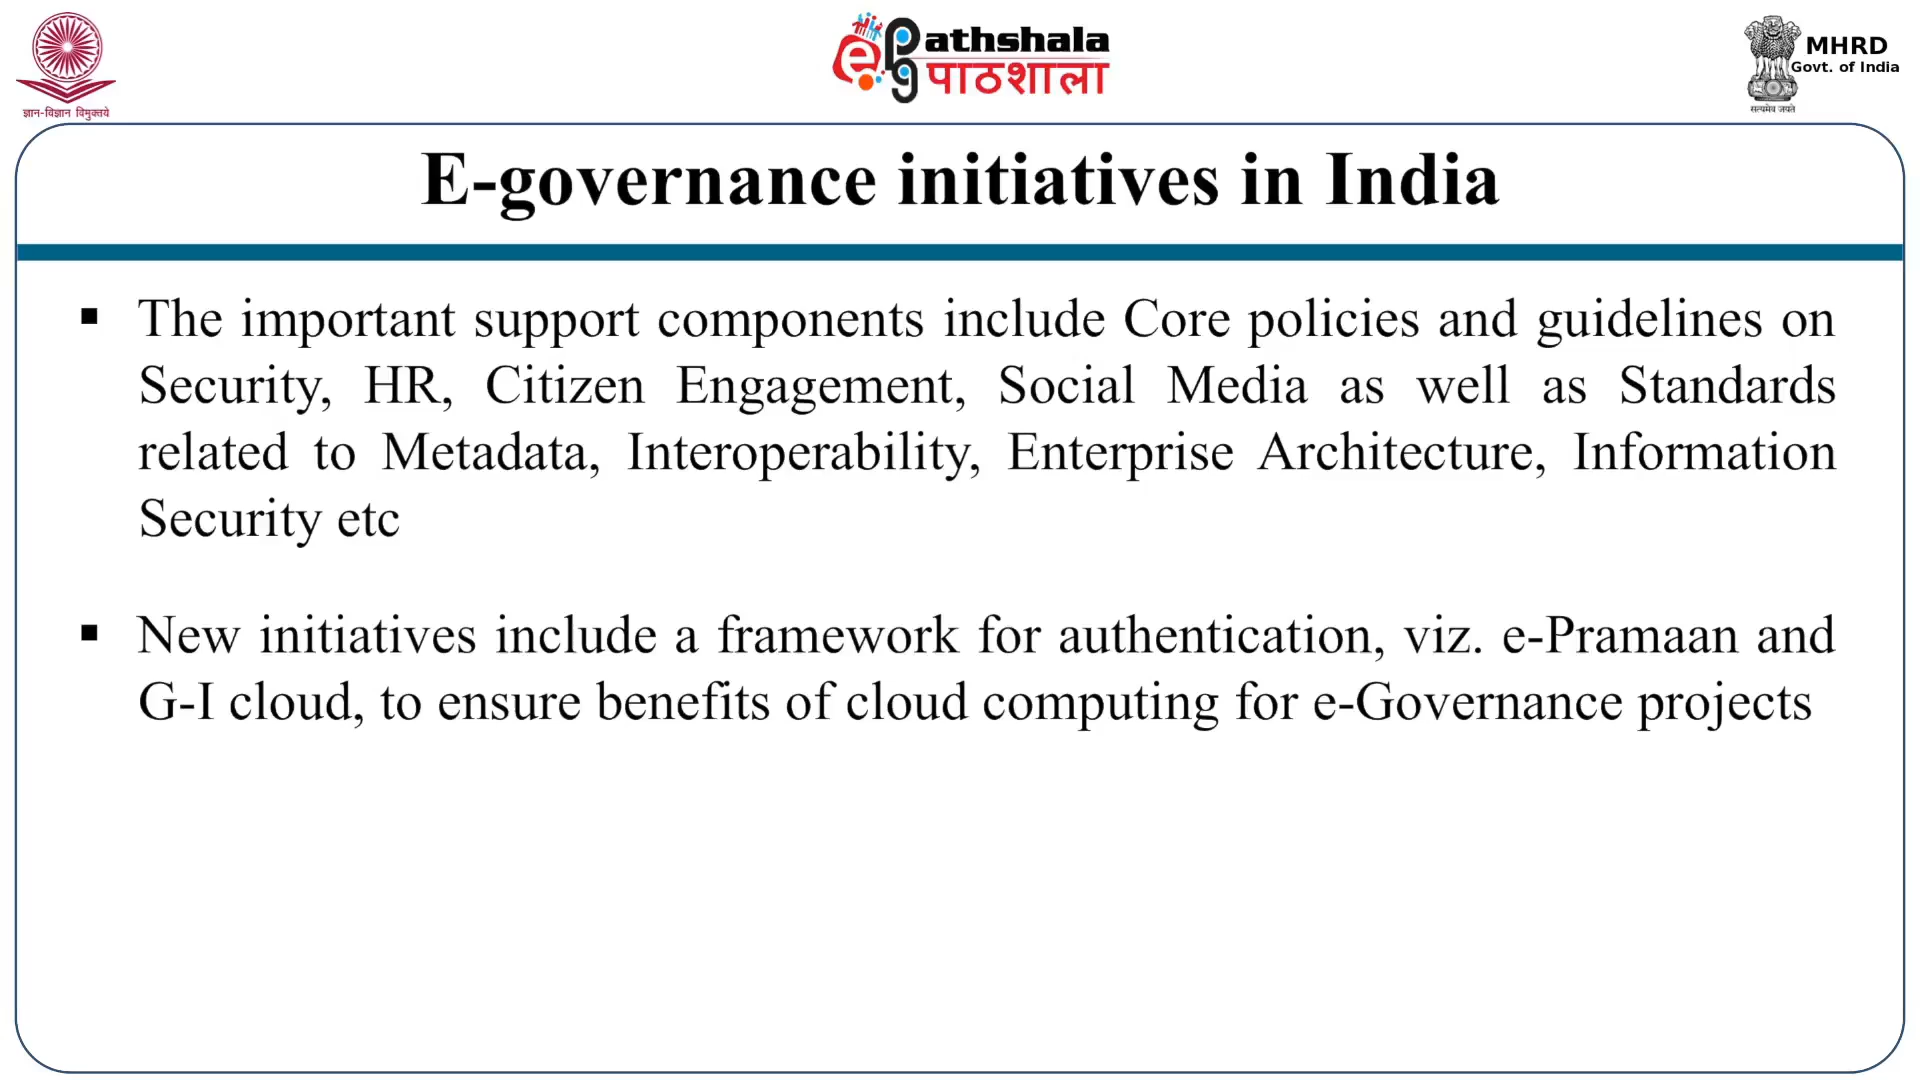 ज्ञान-विज्ञान विमुक्तये
ePg Pathshala
पाठशाला
MHRD
Govt. of India
सत्यमेव जयते
E-governance initiatives in India
▪ The important support components include Core policies and guidelines on
Security, HR, Citizen Engagement, Social Media as well as Standards
related to Metadata, Interoperability, Enterprise Architecture, Information
Security etc
▪ New initiatives include a framework for authentication, viz. e-Pramaan and
G-I cloud, to ensure benefits of cloud computing for e-Governance projects